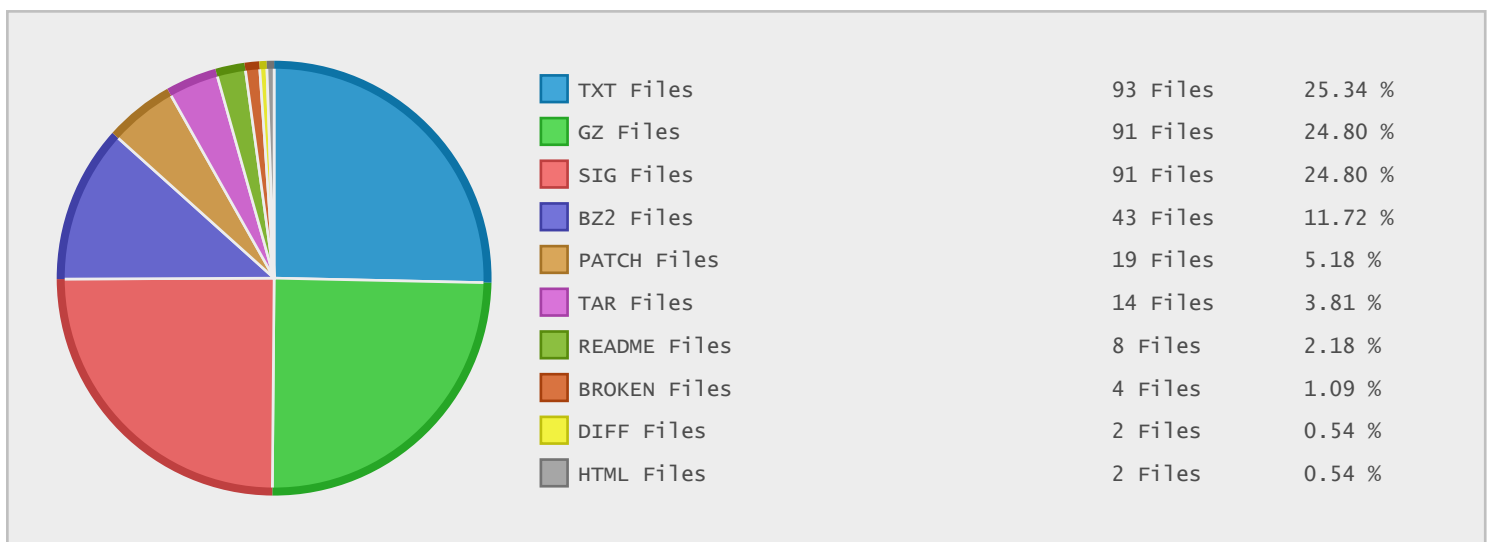 TXT Files 93 Files 25.34 %
GZ Files 91 Files 24.80 %
SIG Files 91 Files 24.80 %
BZ2 Files 43 Files 11.72 %
PATCH Files 19 Files 5.18 %
TAR Files 14 Files 3.81 %
README Files 8 Files 2.18 %
BROKEN Files 4 Files 1.09 %
DIFF Files 2 Files 0.54 %
HTML Files 2 Files 0.54 %